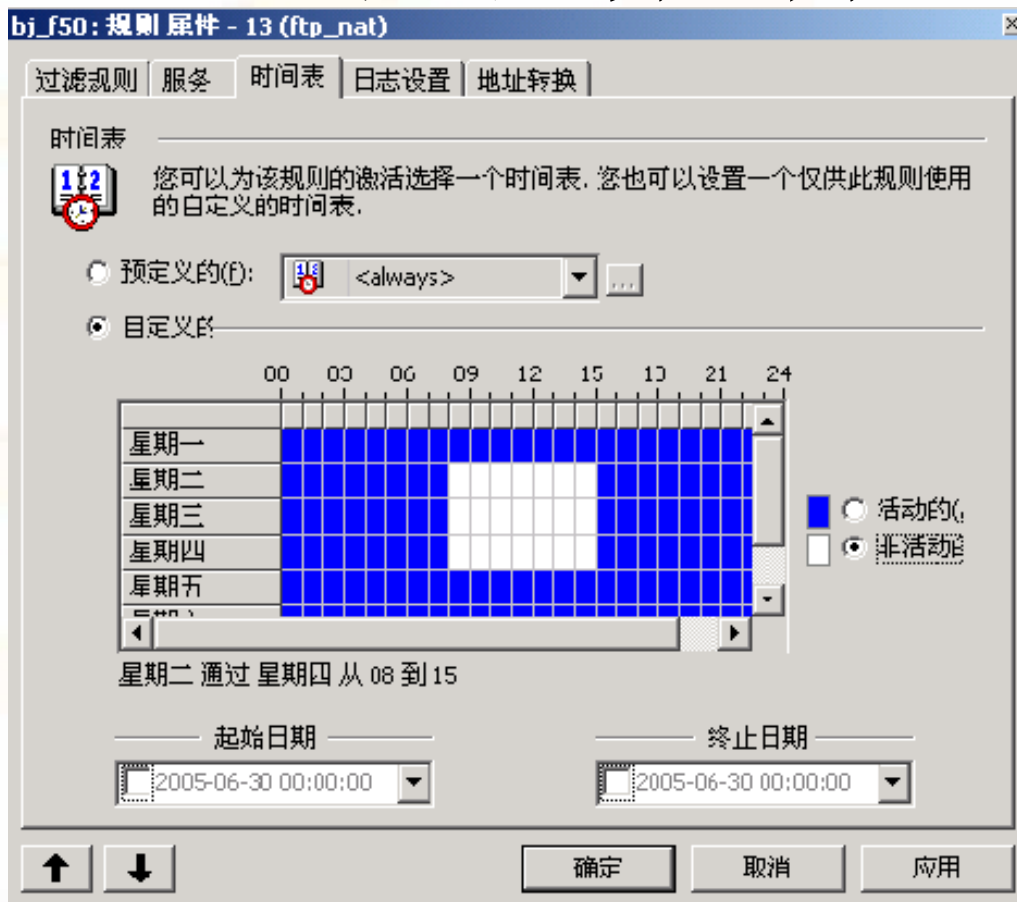 bj_f50: 规则 属性 - 13 (ftp_nat)
过滤规则 服务 时间表 日志设置 地址转换
时间表
您可以为该规则的激活选择一个时间表. 您也可以设置一个仅供此规则使用
的自定义的时间表.
预定义的(f): <always> ...
自定义的
00 03 06 09 12 15 21 24
星期一
星期二
星期三
星期四
星期五
活动的(
非活动
星期二 通过 星期四 从 08 到 15
起始日期 终止日期
2005-06-30 00:00:00 2005-06-30 00:00:00
确定 取消 应用